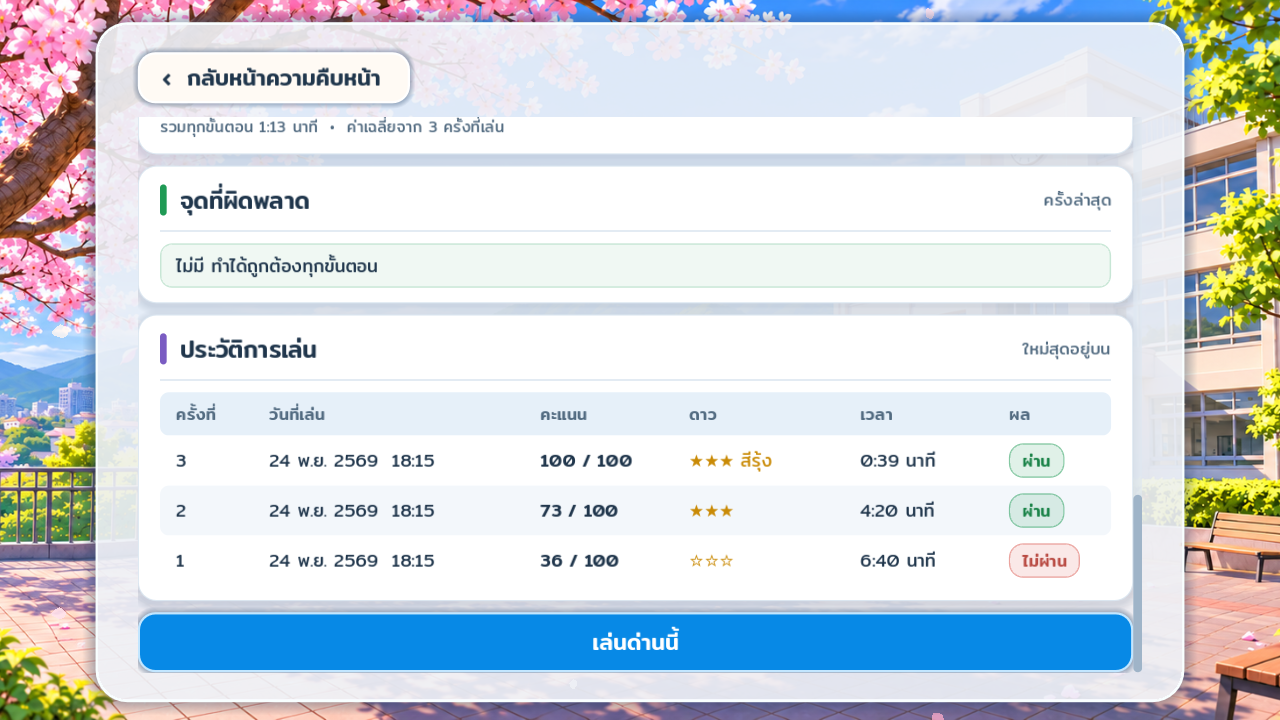 ‹ กลับหน้าความคืบหน้า
รวมทุกขั้นตอน 1:13 นาที • ค่าเฉลี่ยจาก 3 ครั้งที่เล่น
จุดที่ผิดพลาด ครั้งล่าสุด
ไม่มี ทำได้ถูกต้องทุกขั้นตอน
ประวัติการเล่น ใหม่สุดอยู่บน
ครั้งที่ วันที่เล่น คะแนน ดาว เวลา ผล
3 24 พ.ย. 2569 18:15 100 / 100 ★★★ สีรุ้ง 0:39 นาที ผ่าน
2 24 พ.ย. 2569 18:15 73 / 100 ★★★ 4:20 นาที ผ่าน
1 24 พ.ย. 2569 18:15 36 / 100 ☆☆☆ 6:40 นาที ไม่ผ่าน
เล่นด่านนี้